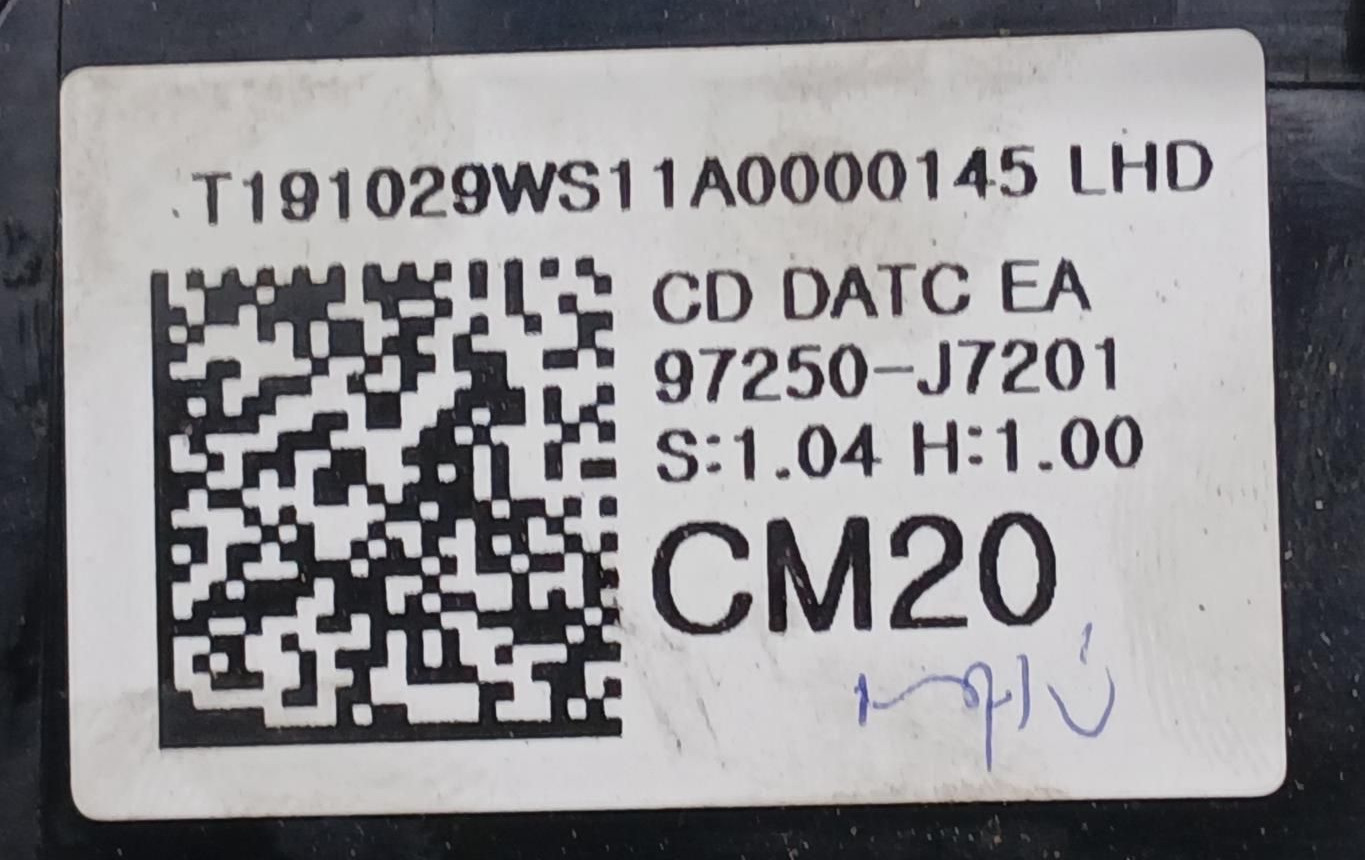 T191029WS11A0000145 LHD
CD DATC EA
97250-J7201
S:1.04 H:1.00
CM20